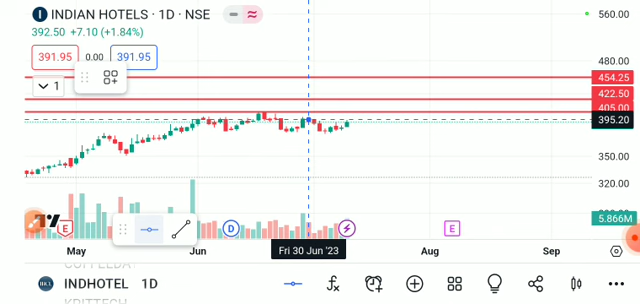 INDIAN HOTELS · 1D · NSE
392.50 +7.10 (+1.84%)
391.95 0.00 391.95
1
560.00
480.00
454.25
422.50
405.00
395.20
350.00
320.00
5.866M
E D E
May Jun Fri 30 Jun '23 Aug Sep
INDHOTEL 1D